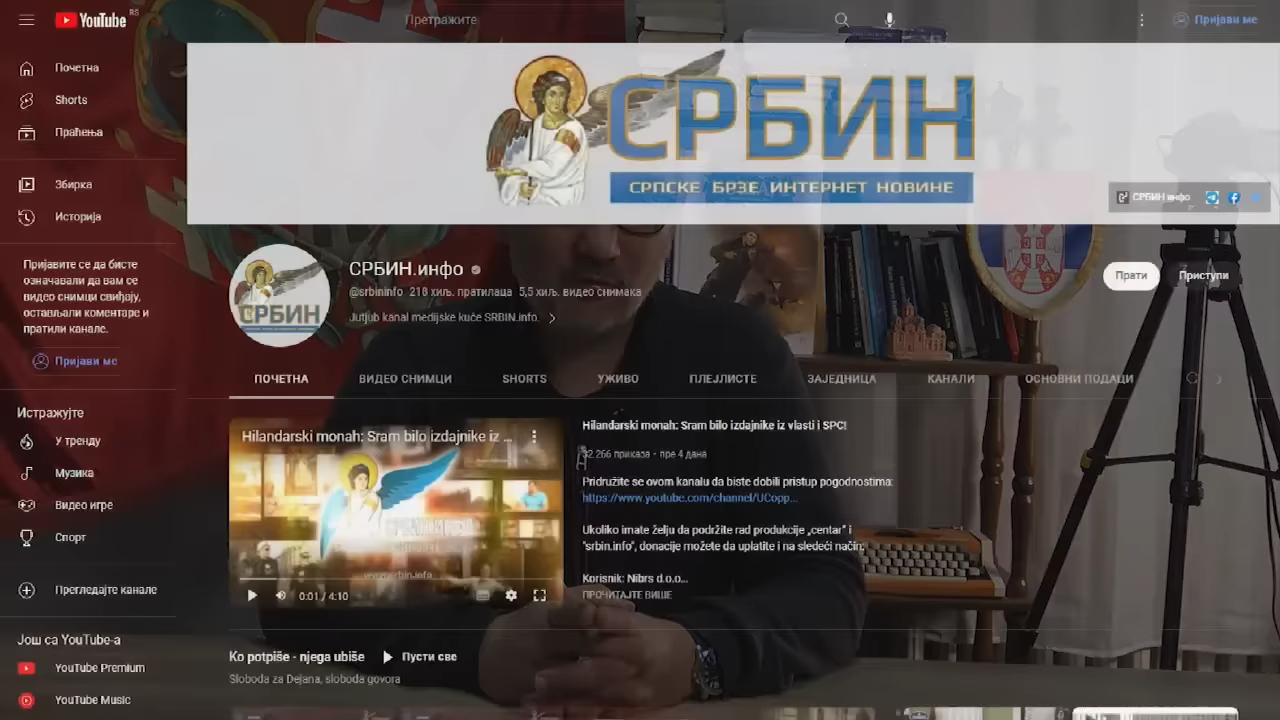 YouTube RS
Претражите
Пријави ме
Почетна
Shorts
Праћења
Збирка
Историја
Пријавите се да бисте
означавали да вам се
видео снимци свиђају,
остављали коментаре и
пратили канале.
Пријави ме
Истражујте
У тренду
Музика
Видео игре
Спорт
Прегледајте канале
Још са YouTube-а
YouTube Premium
YouTube Music
СРБИН
СРПСКЕ БРЗЕ ИНТЕРНЕТ НОВИНЕ
СРБИН инфо
СРБИН
СРБИН.инфо
@srbininfo 218 хиљ. пратилаца 5,5 хиљ. видео снимака
Jutjub kanal medijske kuće SRBIN.info.
Прати
Приступи
ПОЧЕТНА
ВИДЕО СНИМЦИ
SHORTS
УЖИВО
ПЛЕЈЛИСТЕ
ЗАЈЕДНИЦА
КАНАЛИ
ОСНОВНИ ПОДАЦИ
Hilandarski monah: Sram bilo izdajnike iz ...
0:01 / 4:10
Hilandarski monah: Sram bilo izdajnike iz vlasti i SPC!
32.266 приказа - пре 4 дана
Pridružite se ovom kanalu da biste dobili pristup pogodnostima:
https://www.youtube.com/channel/UCopp...
Ukoliko imate želju da podržite rad produkcije „centar" i
"srbin.info", donacije možete da uplatite i na sledeći način:
Korisnik: Nibrs d.o.o...
ПРОЧИТАЈТЕ ВИШЕ
Ko potpiše - njega ubiše
Пусти све
Sloboda za Dejana, sloboda govora